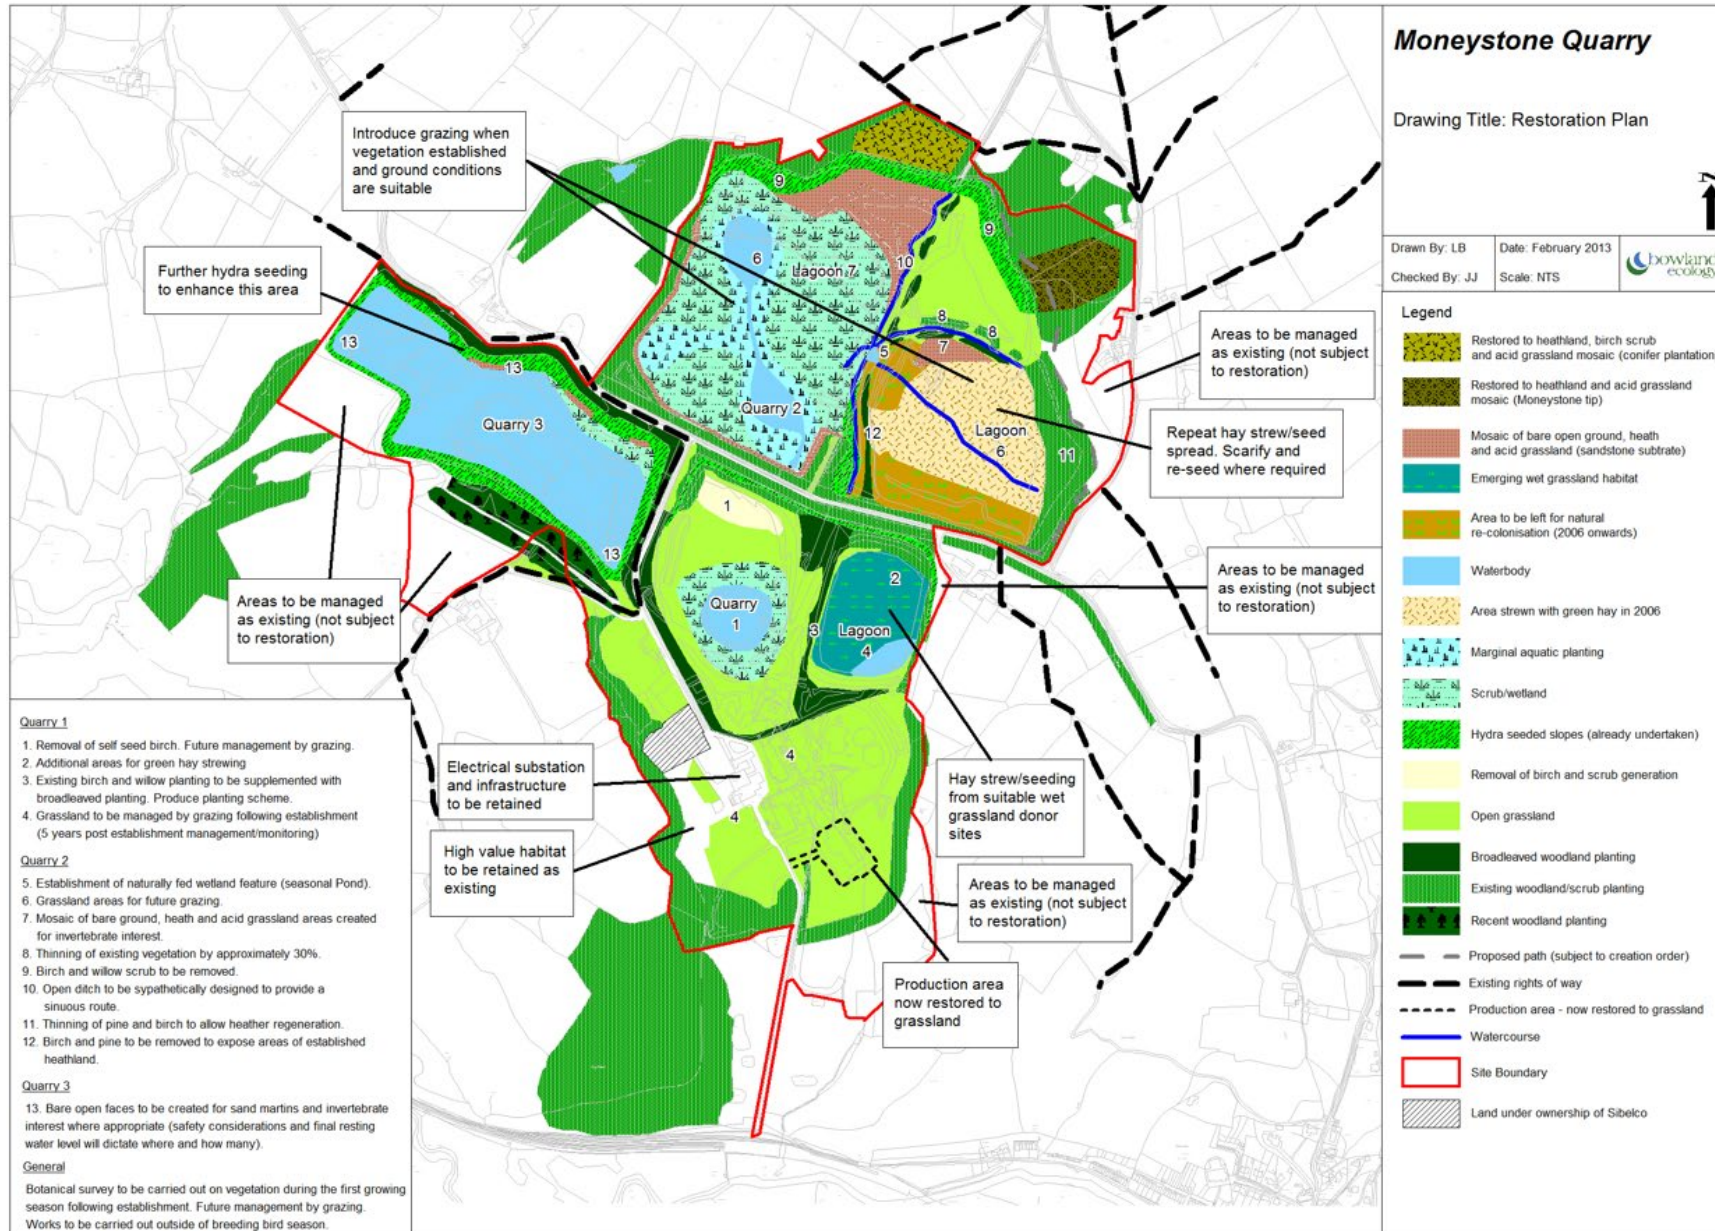 Moneystone Quarry
Drawing Title: Restoration Plan
Drawn By: LB
Date: February 2013
Checked By: JJ
Scale: NTS
bowland
ecology
Legend
Restored to heathland, birch scrub
and acid grassland mosaic (conifer plantation
Restored to heathland and acid grassland
mosaic (Moneystone tip)
Mosaic of bare open ground, heath
and acid grassland (sandstone subtrate)
Emerging wet grassland habitat
Area to be left for natural
re-colonisation (2006 onwards)
Waterbody
Area strewn with green hay in 2006
Marginal aquatic planting
Scrub/wetland
Hydra seeded slopes (already undertaken)
Removal of birch and scrub generation
Open grassland
Broadleaved woodland planting
Existing woodland/scrub planting
Recent woodland planting
Proposed path (subject to creation order)
Existing rights of way
Production area - now restored to grassland
Watercourse
Site Boundary
Land under ownership of Sibelco
Introduce grazing when
vegetation established
and ground conditions
are suitable
Further hydra seeding
to enhance this area
Areas to be managed
as existing (not subject
to restoration)
Repeat hay strew/seed
spread. Scarify and
re-seed where required
Areas to be managed
as existing (not subject
to restoration)
Areas to be managed
as existing (not subject
to restoration)
Electrical substation
and infrastructure
to be retained
High value habitat
to be retained as
existing
Hay strew/seeding
from suitable wet
grassland donor
sites
Areas to be managed
as existing (not subject
to restoration)
Production area
now restored to
grassland
9
6
Lagoon 7
10
9
8
8
5
7
13
13
Quarry 3
Quarry 2
12
Lagoon
6
11
13
1
Quarry
1
2
3
Lagoon
4
4
4
Quarry 1
1. Removal of self seed birch. Future management by grazing.
2. Additional areas for green hay strewing
3. Existing birch and willow planting to be supplemented with
broadleaved planting. Produce planting scheme.
4. Grassland to be managed by grazing following establishment
(5 years post establishment management/monitoring)
Quarry 2
5. Establishment of naturally fed wetland feature (seasonal Pond).
6. Grassland areas for future grazing.
7. Mosaic of bare ground, heath and acid grassland areas created
for invertebrate interest.
8. Thinning of existing vegetation by approximately 30%.
9. Birch and willow scrub to be removed.
10. Open ditch to be sypathetically designed to provide a
sinuous route.
11. Thinning of pine and birch to allow heather regeneration.
12. Birch and pine to be removed to expose areas of established
heathland.
Quarry 3
13. Bare open faces to be created for sand martins and invertebrate
interest where appropriate (safety considerations and final resting
water level will dictate where and how many).
General
Botanical survey to be carried out on vegetation during the first growing
season following establishment. Future management by grazing.
Works to be carried out outside of breeding bird season.